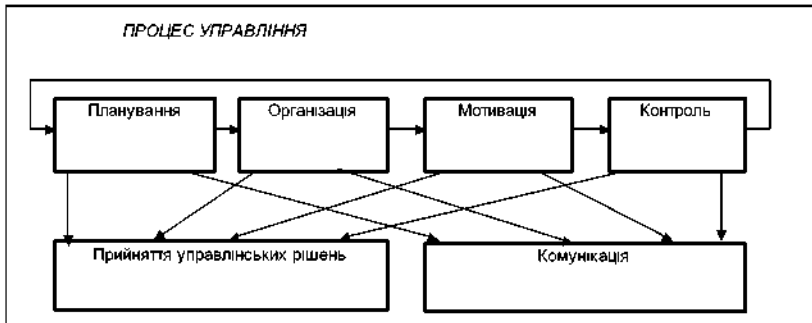 ПРОЦЕС УПРАВЛІННЯ
Планування
Організація
Мотивація
Контроль
Прийняття управлінських рішень
Комунікація